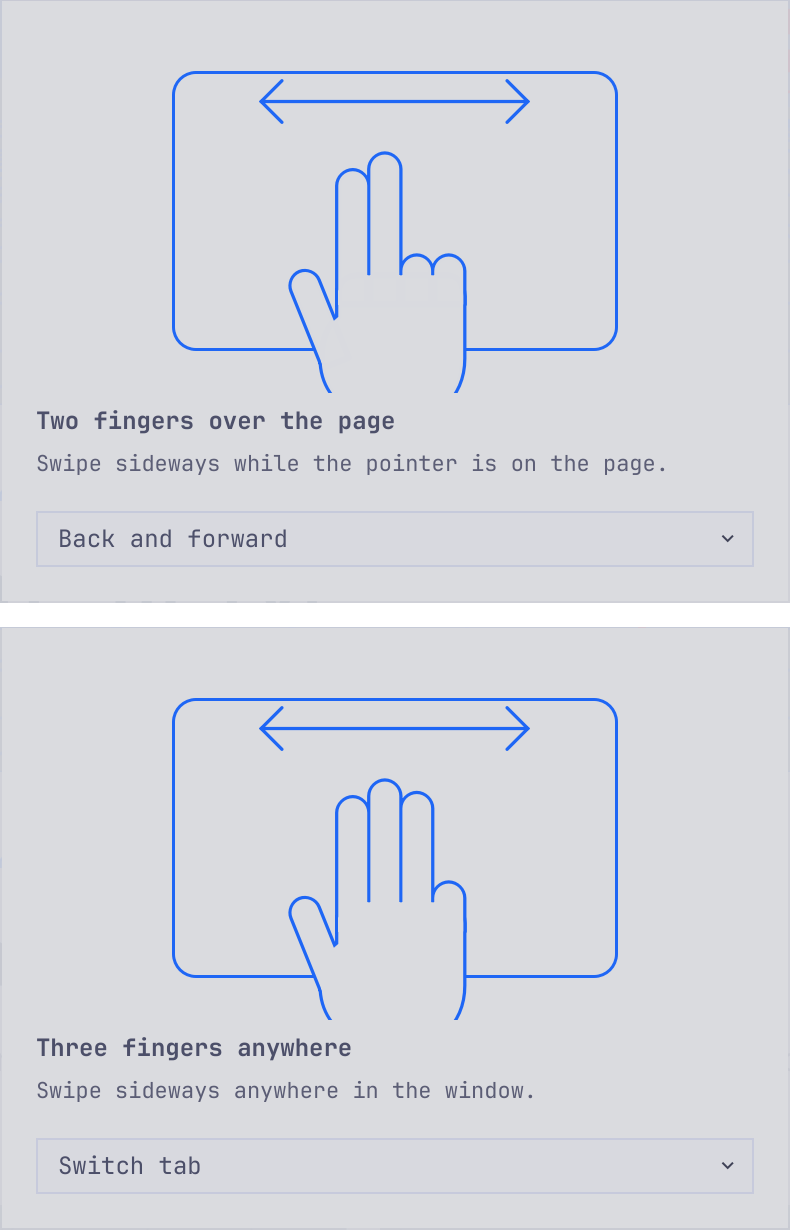 Two fingers over the page
Swipe sideways while the pointer is on the page.
Back and forward
Three fingers anywhere
Swipe sideways anywhere in the window.
Switch tab